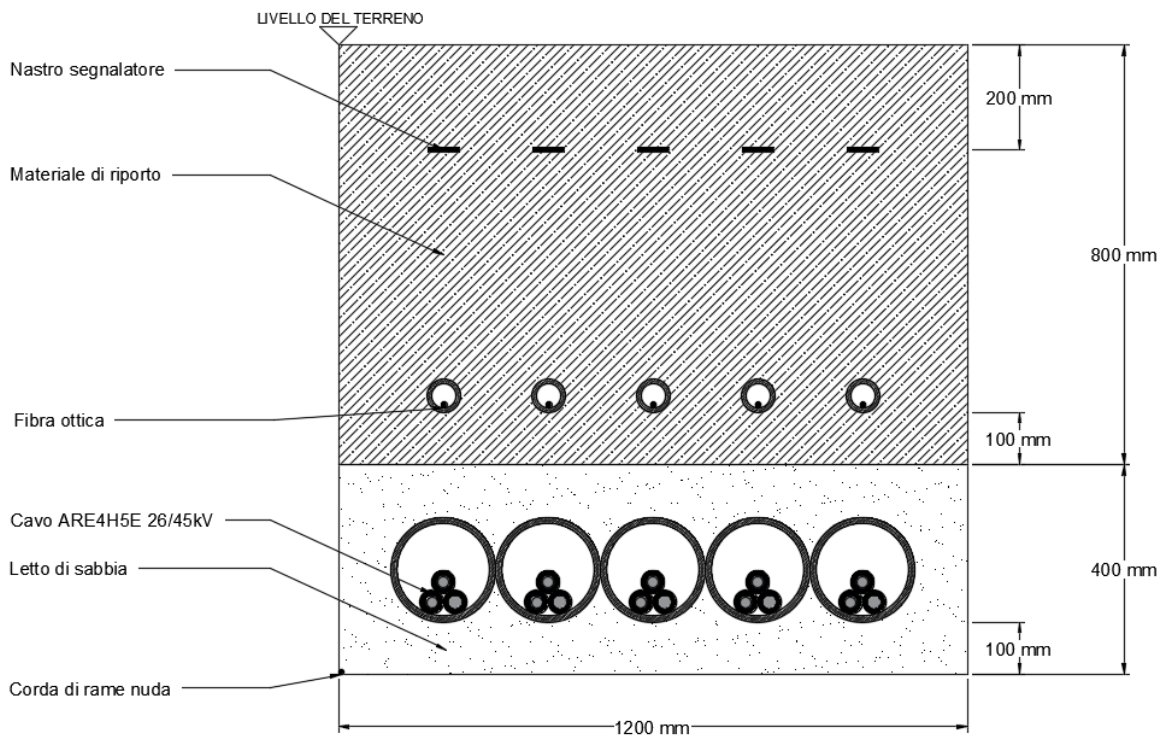 LIVELLO DEL TERRENO
Nastro segnalatore
200 mm
Materiale di riporto
800 mm
Fibra ottica
100 mm
Cavo ARE4H5E 26/45kV
Letto di sabbia
400 mm
100 mm
Corda di rame nuda
1200 mm